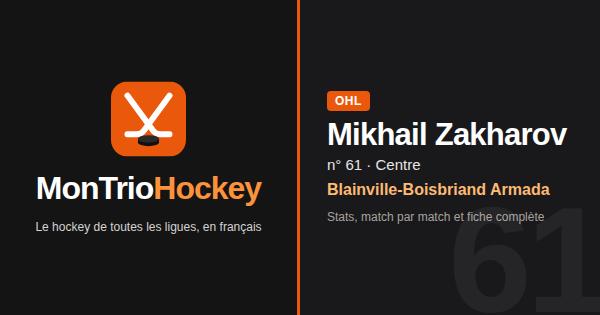 MonTrioHockey
Le hockey de toutes les ligues, en français
OHL
Mikhail Zakharov
n° 61 · Centre
Blainville-Boisbriand Armada
Stats, match par match et fiche complète
61